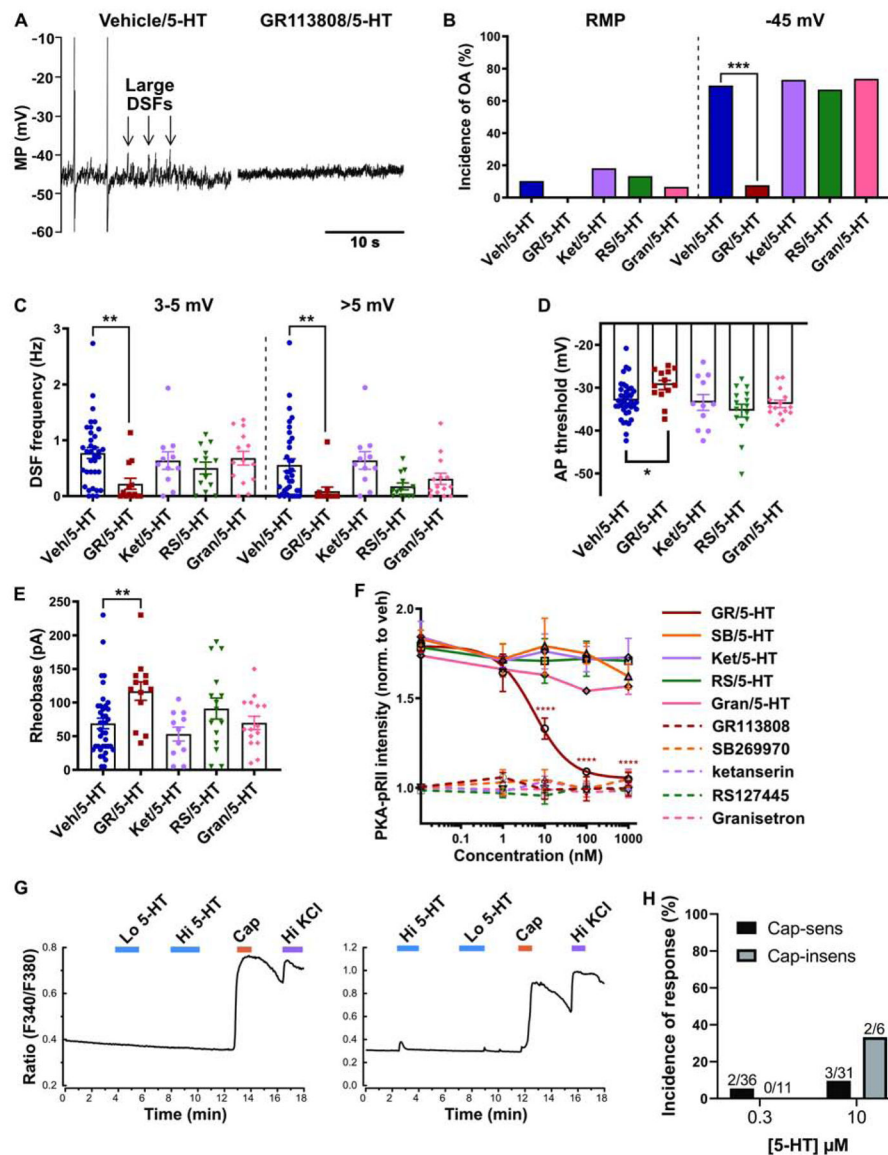 A
Vehicle/5-HT
GR113808/5-HT
-10
-20
-30
-40
-50
-60
MP (mV)
Large
DSFs
10 s
B
RMP
-45 mV
100
80
60
40
20
0
Incidence of OA (%)
***
Veh/5-HT
GR/5-HT
Ket/5-HT
RS/5-HT
Gran/5-HT
Veh/5-HT
GR/5-HT
Ket/5-HT
RS/5-HT
Gran/5-HT
C
3-5 mV
>5 mV
3
2
1
0
DSF frequency
(Hz)
**
**
Veh/5-HT
GR/5-HT
Ket/5-HT
RS/5-HT
Gran/5-HT
Veh/5-HT
GR/5-HT
Ket/5-HT
RS/5-HT
Gran/5-HT
D
-20
-30
-40
-50
AP threshold
(mV)
*
Veh/5-HT
GR/5-HT
Ket/5-HT
RS/5-HT
Gran/5-HT
E
250
200
150
100
50
0
Rheobase (pA)
**
Veh/5-HT
GR/5-HT
Ket/5-HT
RS/5-HT
Gran/5-HT
F
2.0
1.5
1.0
PKA-pRII intensity (norm. to veh)
****
****
****
0.1
1
10
100
1000
Concentration (nM)
GR/5-HT
SB/5-HT
Ket/5-HT
RS/5-HT
Gran/5-HT
GR113808
SB269970
ketanserin
RS127445
Granisetron
G
Lo 5-HT
Hi 5-HT
Cap
Hi KCl
0.8
0.6
0.4
0.2
Ratio (F340/F380)
0 2 4 6 8 10 12 14 16 18
Time (min)
Hi 5-HT
Lo 5-HT
Cap
Hi KCl
1.2
1.0
0.8
0.6
0.4
0.2
0.0
0 2 4 6 8 10 12 14 16 18
Time (min)
H
100
80
60
40
20
0
Incidence of response (%)
Cap-sens
Cap-insens
2/36
0/11
3/31
2/6
0.3
10
[5-HT] µM